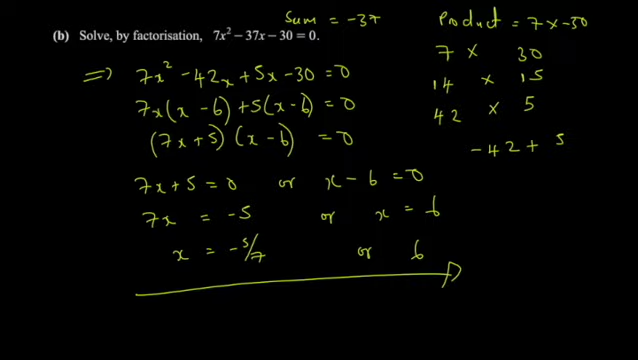 Sum = -37 Product = 7 x -30
(b) Solve, by factorisation, 7x² − 37x − 30 = 0.
7 x 30
=> 7x² - 42x + 5x - 30 = 0
14 x 15
7x(x - 6) + 5(x - 6) = 0
42 x 5
(7x + 5) (x - 6) = 0
-42 + 5
7x + 5 = 0 or x - 6 = 0
7x = -5 or x = 6
x = -5/7 or 6